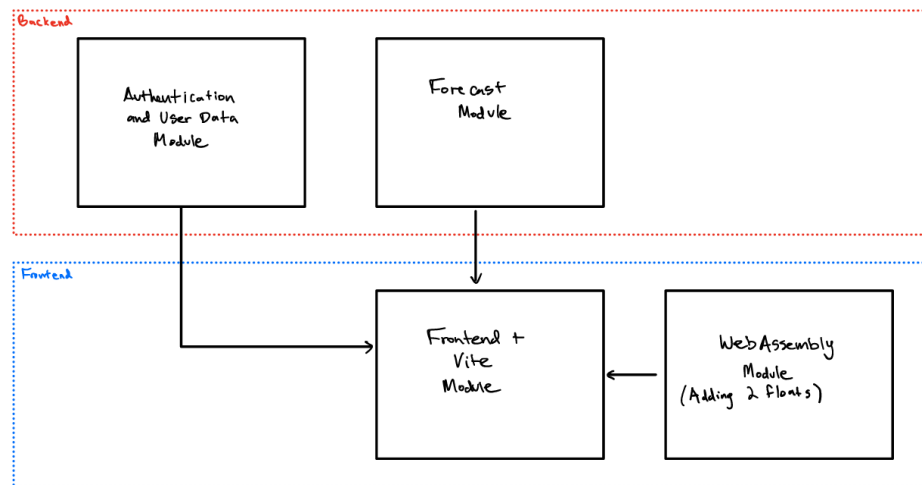 Backend
Authentication
and User Data
Module
Forecast
Module
Frontend
Frontend +
Vite
Module
WebAssembly
Module
(Adding 2 floats)